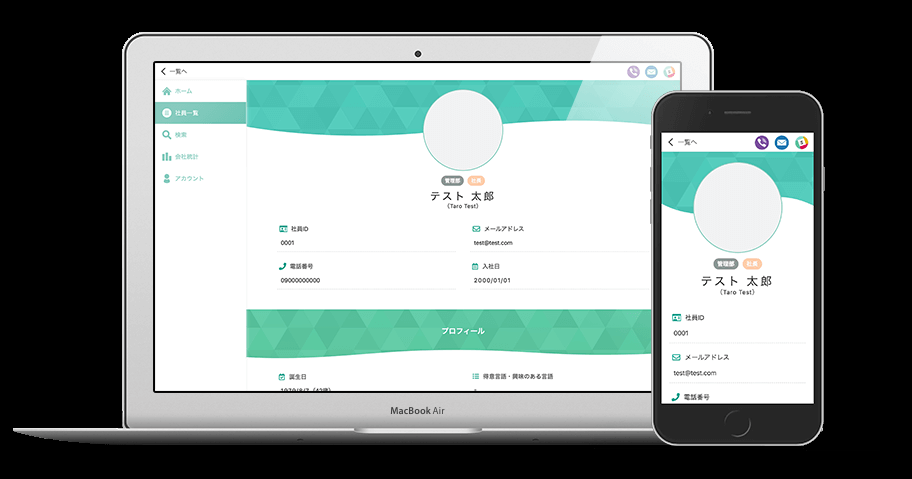 一覧へ
ホーム
社員一覧
検索
会社統計
アカウント
管理部 社長
テスト 太郎
(Taro Test)
社員ID
0001
メールアドレス
test@test.com
電話番号
09000000000
入社日
2000/01/01
プロフィール
誕生日
得意言語・興味のある言語
MacBook Air
一覧へ
管理部 社長
テスト 太郎
(Taro Test)
社員ID
0001
メールアドレス
test@test.com
電話番号